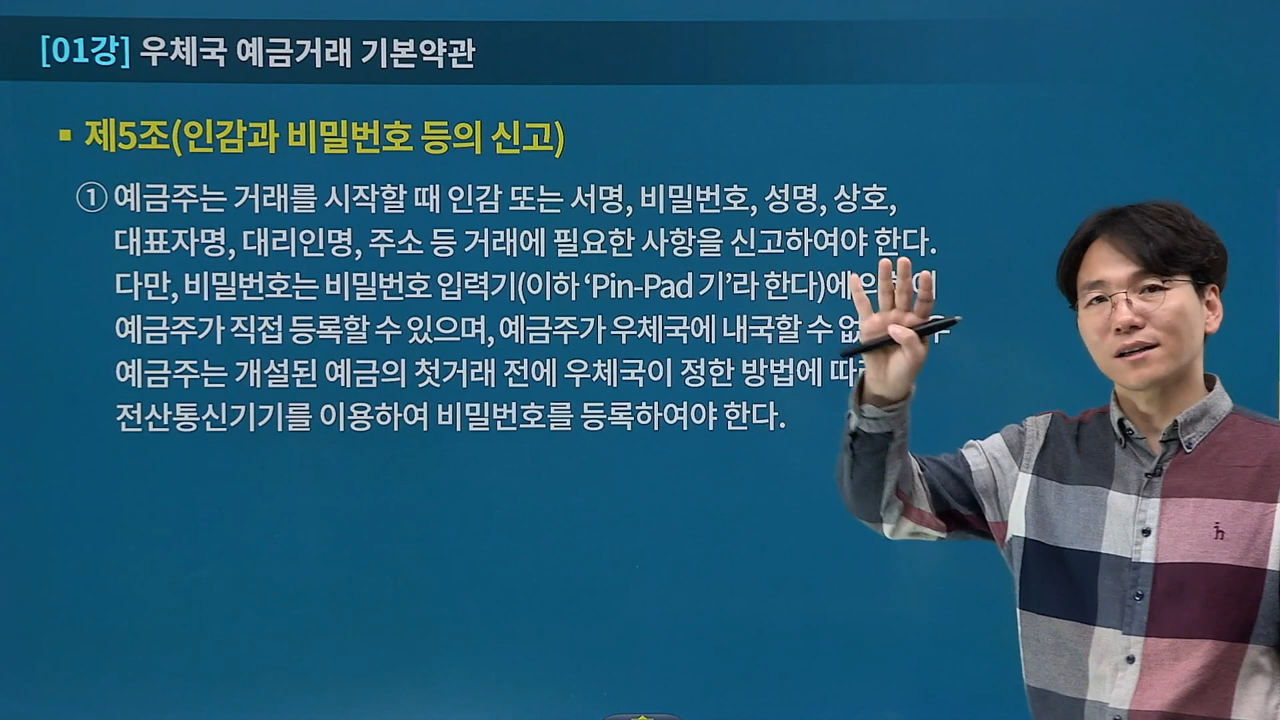 [01강] 우체국 예금거래 기본약관
▪ 제5조(인감과 비밀번호 등의 신고)
① 예금주는 거래를 시작할 때 인감 또는 서명, 비밀번호, 성명, 상호,
대표자명, 대리인명, 주소 등 거래에 필요한 사항을 신고하여야 한다.
다만, 비밀번호는 비밀번호 입력기(이하 ‘Pin-Pad 기’라 한다)에
예금주가 직접 등록할 수 있으며, 예금주가 우체국에 내국할 수
예금주는 개설된 예금의 첫거래 전에 우체국이 정한 방법에
전산통신기기를 이용하여 비밀번호를 등록하여야 한다.